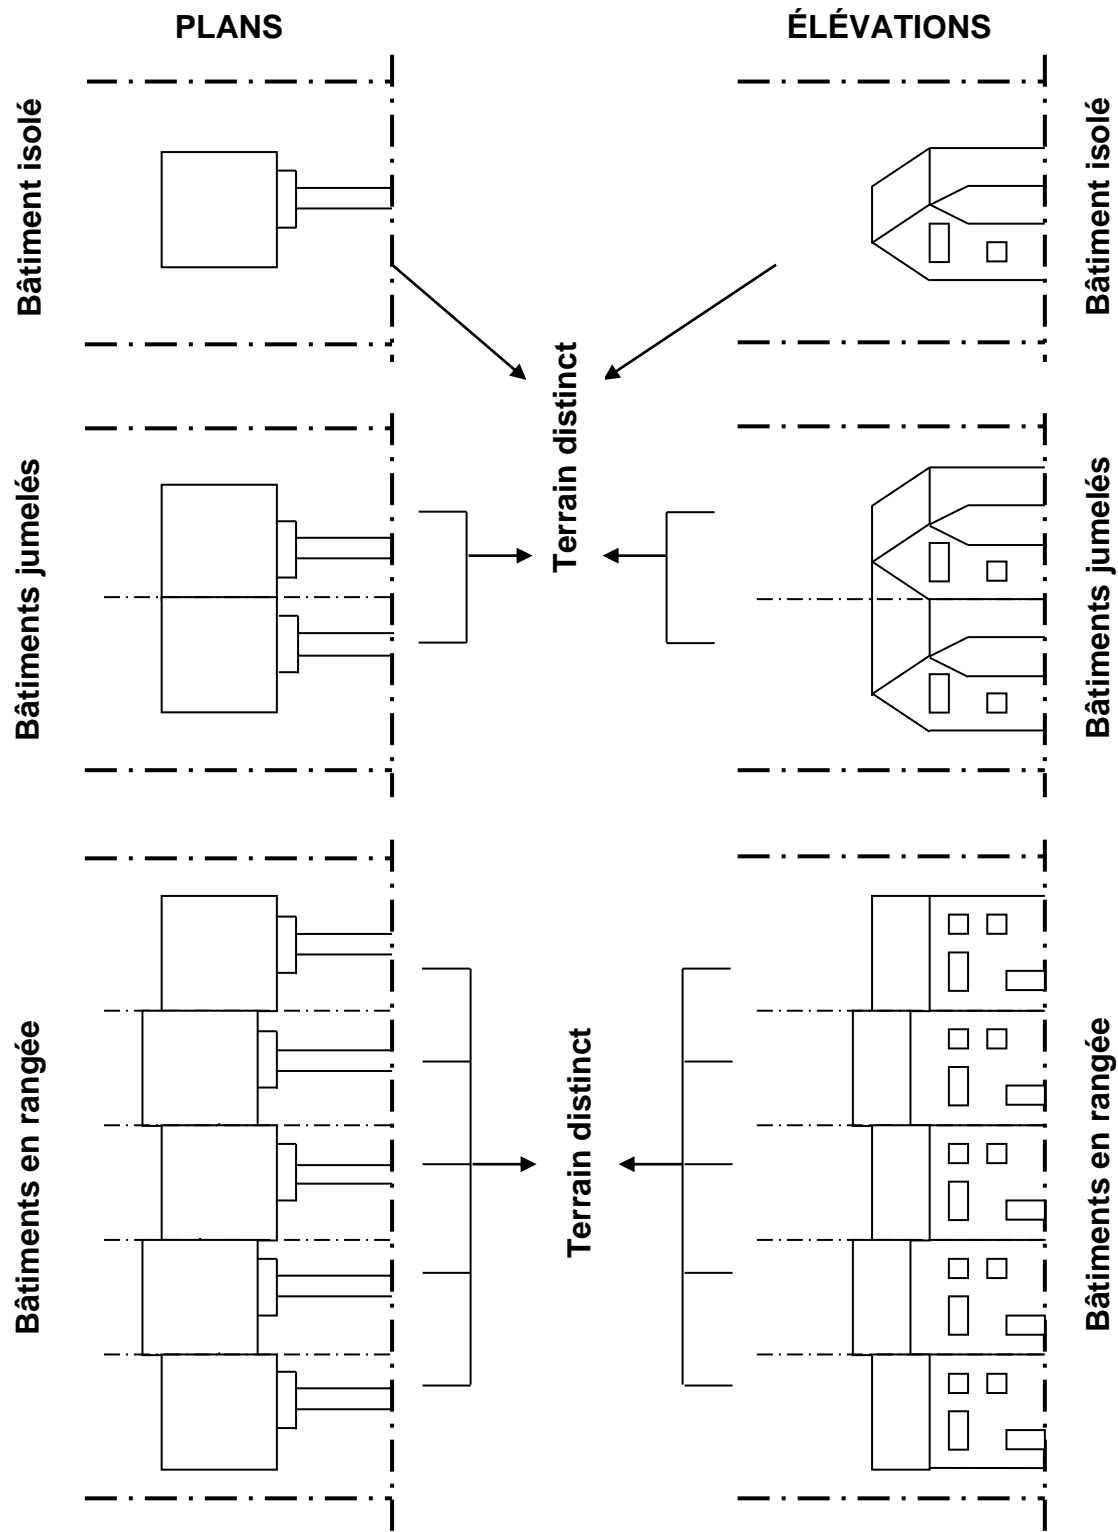 PLANS
ÉLÉVATIONS
Bâtiment isolé
Bâtiment isolé
Terrain distinct
Bâtiments jumelés
Bâtiments jumelés
Bâtiments en rangée
Terrain distinct
Bâtiments en rangée